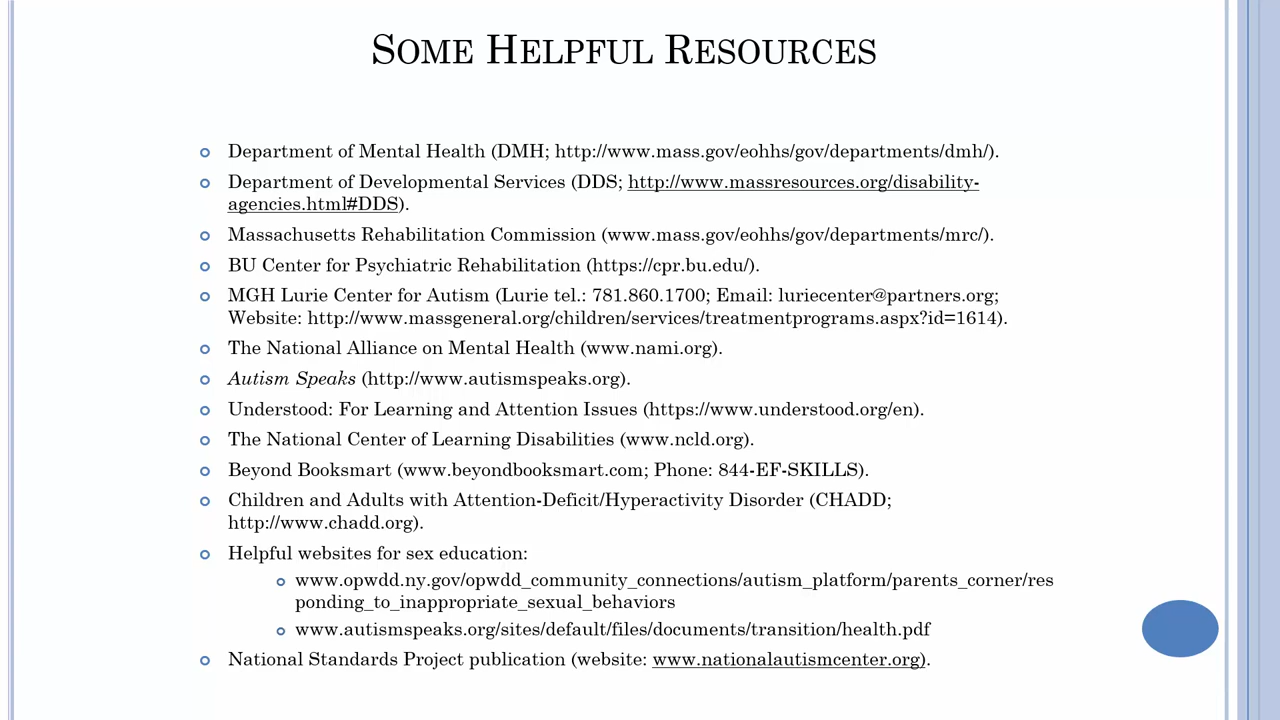 SOME HELPFUL RESOURCES
Department of Mental Health (DMH; http://www.mass.gov/eohhs/gov/departments/dmh/).
Department of Developmental Services (DDS; http://www.massresources.org/disability-
agencies.html#DDS).
Massachusetts Rehabilitation Commission (www.mass.gov/eohhs/gov/departments/mrc/).
BU Center for Psychiatric Rehabilitation (https://cpr.bu.edu/).
MGH Lurie Center for Autism (Lurie tel.: 781.860.1700; Email: luriecenter@partners.org;
Website: http://www.massgeneral.org/children/services/treatmentprograms.aspx?id=1614).
The National Alliance on Mental Health (www.nami.org).
Autism Speaks (http://www.autismspeaks.org).
Understood: For Learning and Attention Issues (https://www.understood.org/en).
The National Center of Learning Disabilities (www.ncld.org).
Beyond Booksmart (www.beyondbooksmart.com; Phone: 844-EF-SKILLS).
Children and Adults with Attention-Deficit/Hyperactivity Disorder (CHADD;
http://www.chadd.org).
Helpful websites for sex education:
www.opwdd.ny.gov/opwdd_community_connections/autism_platform/parents_corner/res
ponding_to_inappropriate_sexual_behaviors
www.autismspeaks.org/sites/default/files/documents/transition/health.pdf
National Standards Project publication (website: www.nationalautismcenter.org).